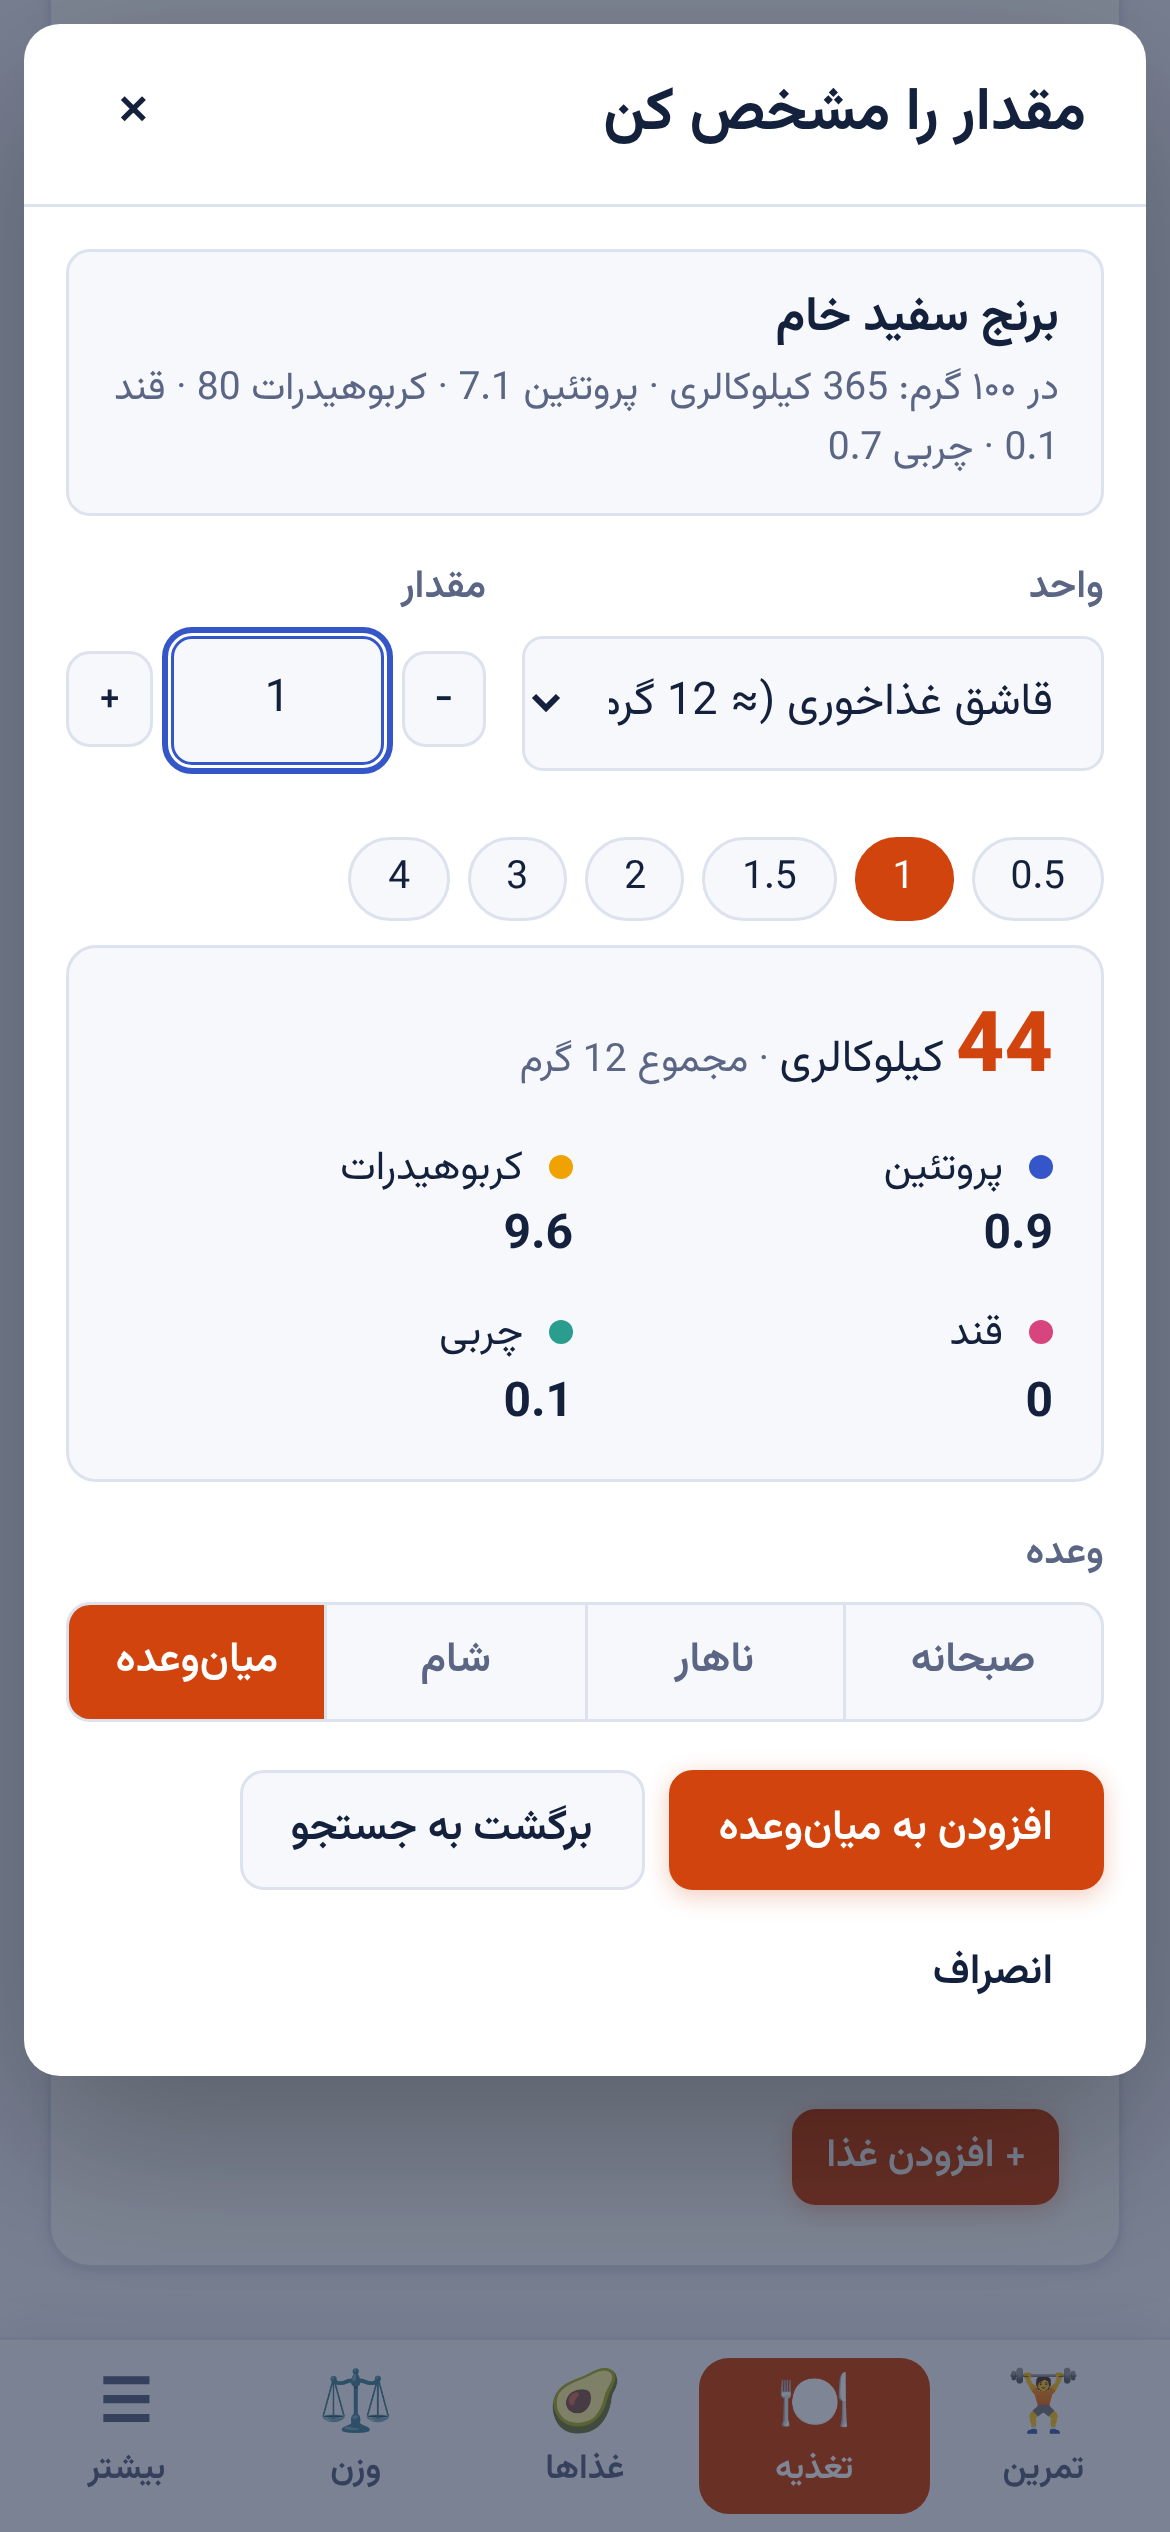 مقدار را مشخص کن ×
برنج سفید خام
در ۱۰۰ گرم: 365 کیلوکالری · پروتئین 7.1 · کربوهیدرات 80 · قند
0.1 · چربی 0.7
واحد مقدار
قاشق غذاخوری (≈ 12 گرم - 1 +
0.5 1 1.5 2 3 4
44 کیلوکالری · مجموع 12 گرم
پروتئین کربوهیدرات
0.9 9.6
قند چربی
0 0.1
وعده
صبحانه ناهار شام میان‌وعده
افزودن به میان‌وعده برگشت به جستجو
انصراف
+ افزودن غذا
تمرین تغذیه غذاها وزن بیشتر